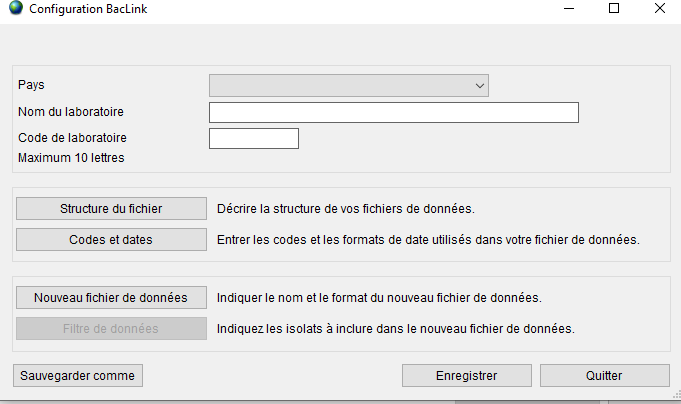 Configuration BacLink
Pays
Nom du laboratoire
Code de laboratoire
Maximum 10 lettres
Structure du fichier Décrire la structure de vos fichiers de données.
Codes et dates Entrer les codes et les formats de date utilisés dans votre fichier de données.
Nouveau fichier de données Indiquer le nom et le format du nouveau fichier de données.
Filtre de données Indiquez les isolats à inclure dans le nouveau fichier de données.
Sauvegarder comme Enregistrer Quitter